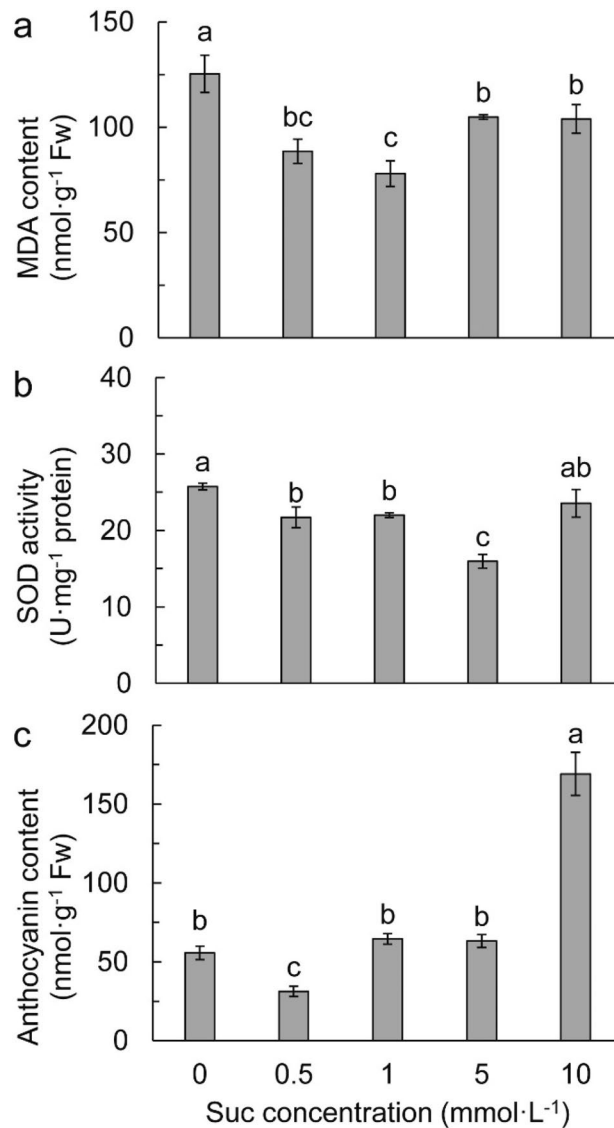 a
MDA content
(nmol·g⁻¹ Fw)
150
100
50
0
a
bc
c
b
b
b
SOD activity
(U·mg⁻¹ protein)
40
30
20
10
0
a
b
b
c
ab
c
Anthocyanin content
(nmol·g⁻¹ Fw)
200
150
100
50
0
b
c
b
b
a
0 0.5 1 5 10
Suc concentration (mmol·L⁻¹)